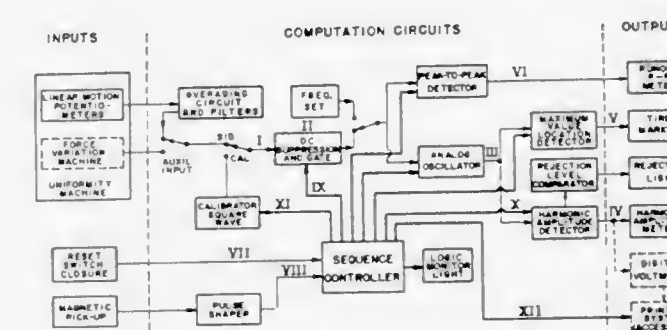 INPUTS
COMPUTATION CIRCUITS
LINEAR MOTION
POTENTIO-
METERS
FORCE
VARIATION
MACHINE
UNIFORMITY
MACHINE
AVERAGING
CIRCUIT
AND FILTERS
AUXIL
INPUT
SIG
CAL
I
FREQ.
SET
II
D.C.
SUPPRESSION
AND GATE
PEAK-TO-PEAK
DETECTOR
VI
ANALOG
OSCILLATOR
III
MAXIMUM
VALUE
LOCATION
DETECTOR
V
REJECTION
LEVEL
COMPARATOR
HARMONIC
AMPLITUDE
DETECTOR
IV
CALIBRATOR
SQUARE
WAVE
XI
IX
X
RESET
SWITCH
CLOSURE
VII
VIII
SEQUENCE
CONTROLLER
LOGIC
MONITOR
LIGHT
MAGNETIC
PICK-UP
PULSE
SHAPER
XII